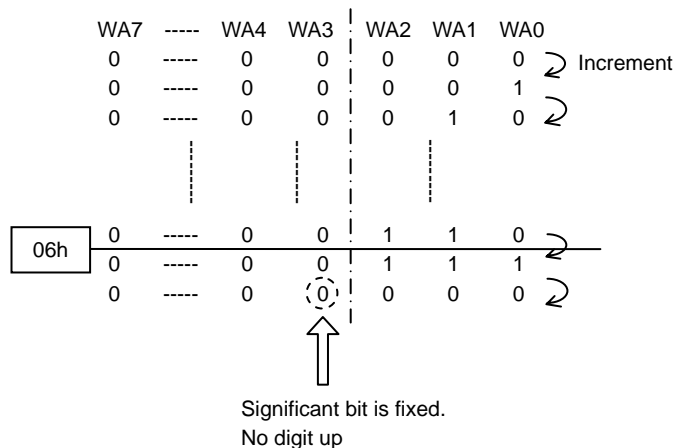 WA7 ----- WA4 WA3 WA2 WA1 WA0
0 ----- 0 0 0 0 0 Increment
0 ----- 0 0 0 0 1
0 ----- 0 0 0 1 0
0 ----- 0 0 1 1 0
06h
0 ----- 0 0 1 1 1
0 ----- 0 0 0 0 0
Significant bit is fixed.
No digit up